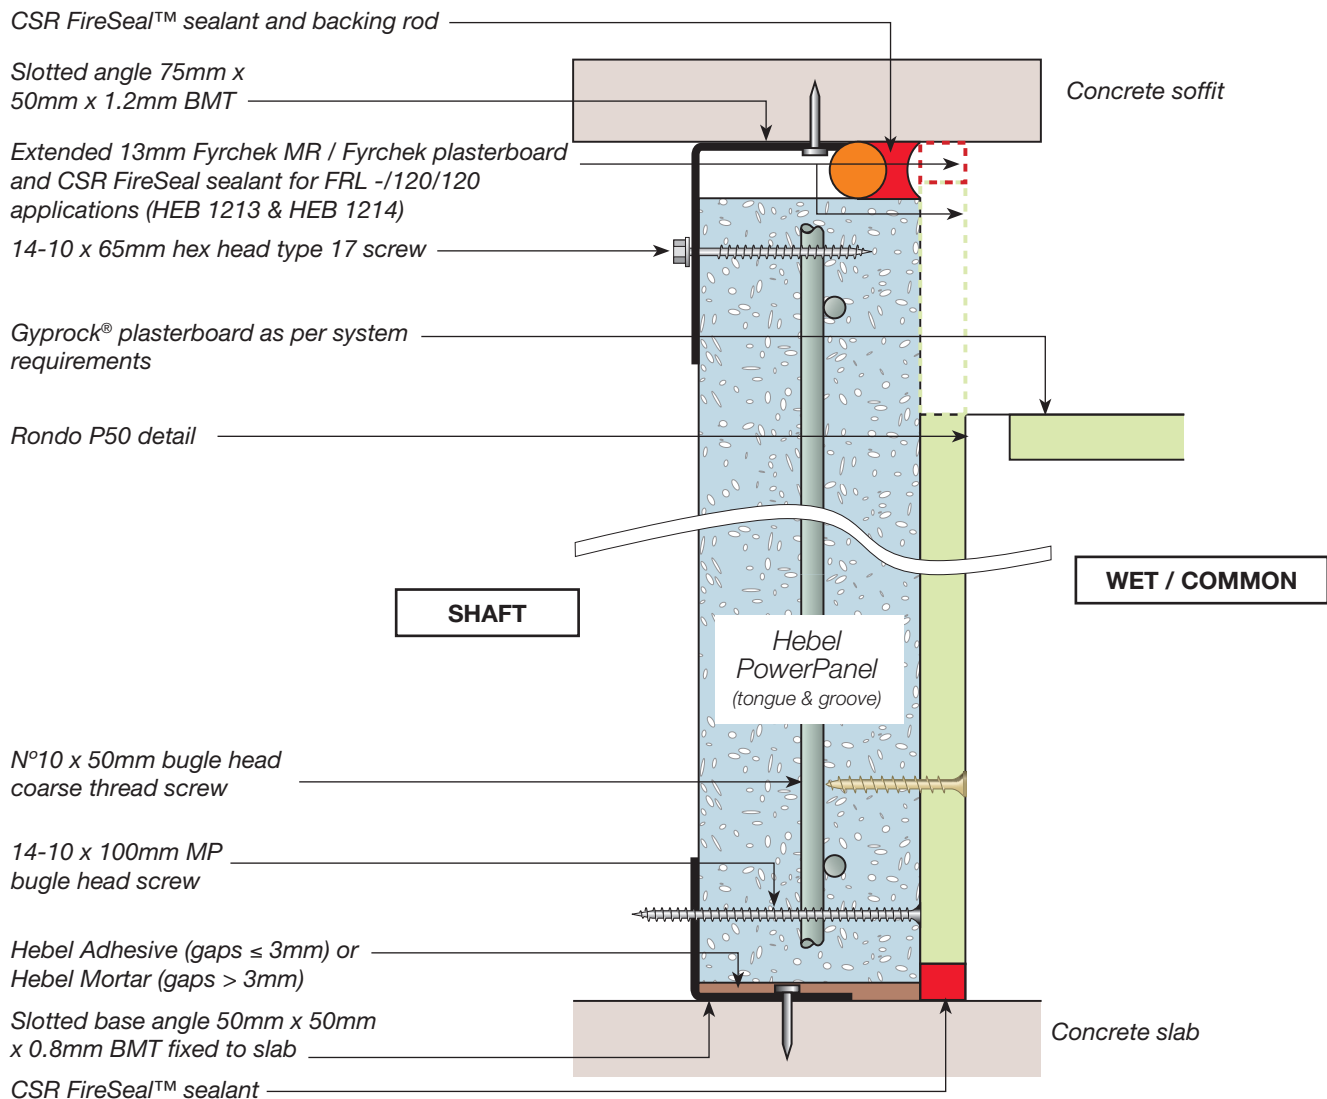 CSR FireSeal™ sealant and backing rod
Slotted angle 75mm x
50mm x 1.2mm BMT
Concrete soffit
Extended 13mm Fyrchek MR / Fyrchek plasterboard
and CSR FireSeal sealant for FRL -/120/120
applications (HEB 1213 & HEB 1214)
14-10 x 65mm hex head type 17 screw
Gyprock® plasterboard as per system
requirements
Rondo P50 detail
SHAFT
WET / COMMON
Hebel
PowerPanel
(tongue & groove)
Nº10 x 50mm bugle head
coarse thread screw
14-10 x 100mm MP
bugle head screw
Hebel Adhesive (gaps ≤ 3mm) or
Hebel Mortar (gaps > 3mm)
Slotted base angle 50mm x 50mm
x 0.8mm BMT fixed to slab
Concrete slab
CSR FireSeal™ sealant